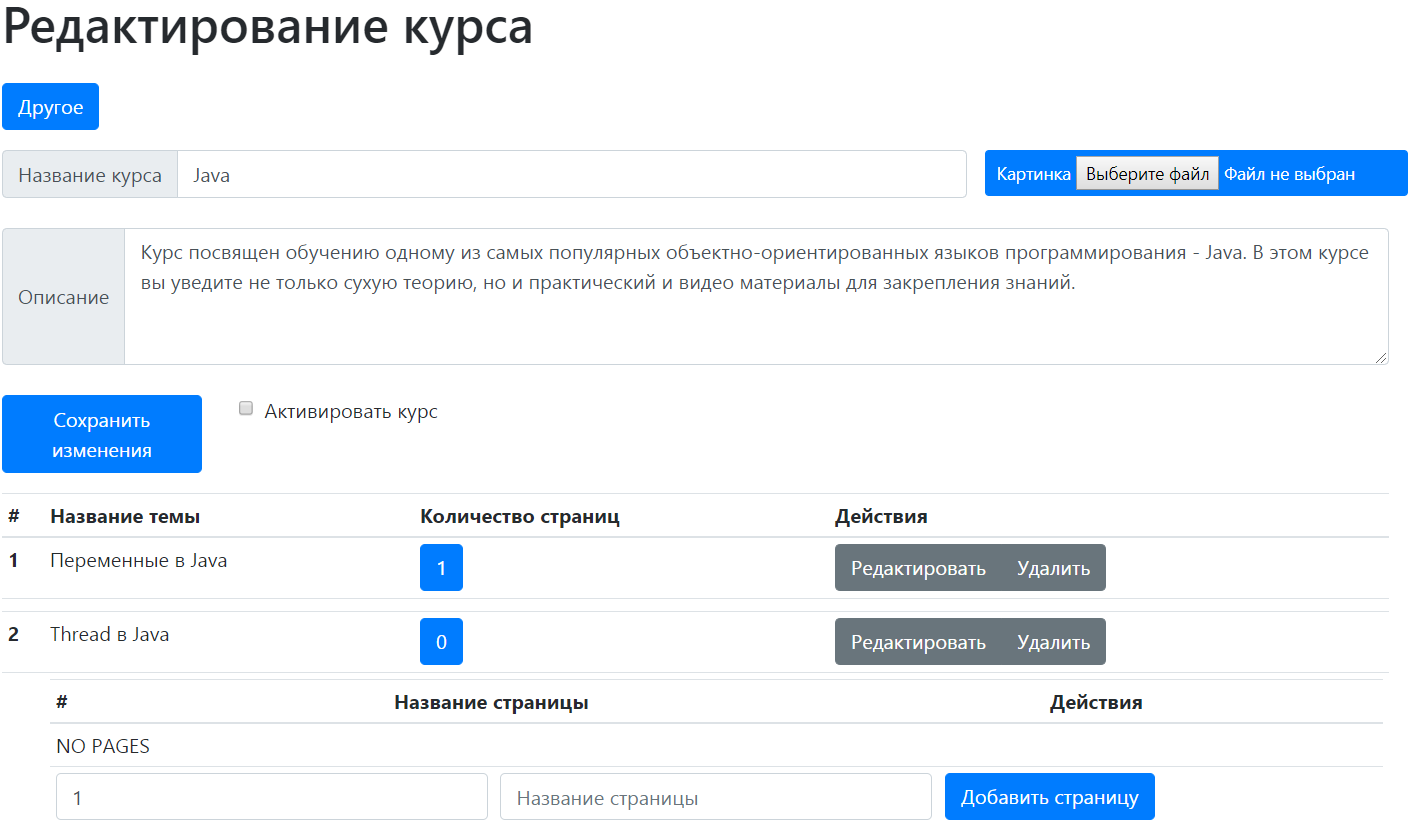 Редактирование курса
Другое
Название курса Java Картинка Выберите файл Файл не выбран
Описание
Курс посвящен обучению одному из самых популярных объектно-ориентированных языков программирования - Java. В этом курсе
вы уведите не только сухую теорию, но и практический и видео материалы для закрепления знаний.
Сохранить
изменения
Активировать курс
# Название темы Количество страниц Действия
1 Переменные в Java 1 Редактировать Удалить
2 Thread в Java 0 Редактировать Удалить
# Название страницы Действия
NO PAGES
1 Название страницы Добавить страницу